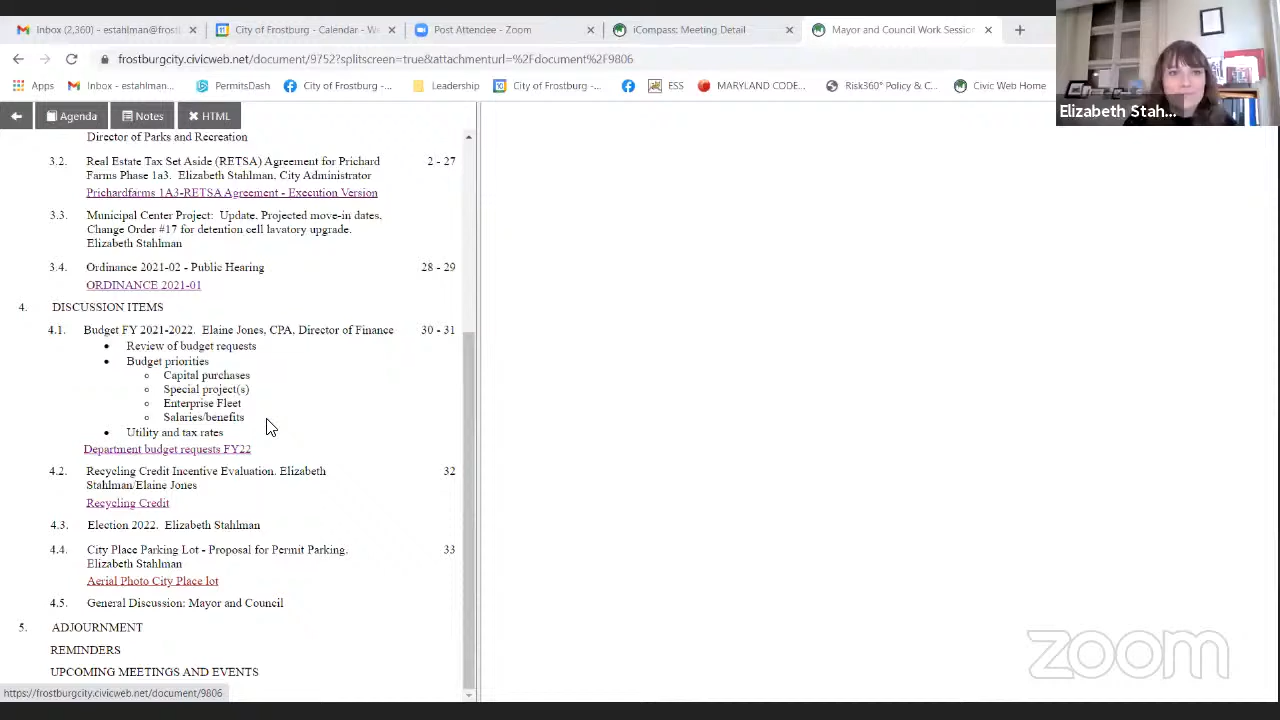 Inbox (2,360) - estahlman@frost
City of Frostburg - Calendar - W
Post Attendee - Zoom
iCompass: Meeting Detail
Mayor and Council Work Session
frostburgcity.civicweb.net/document/9752?splitscreen=true&attachmenturl=%2Fdocument%2F9806
Apps
Inbox - estahlman...
PermitsDash
City of Frostburg -...
Leadership
City of Frostburg -...
ESS
MARYLAND CODE...
Risk360° Policy & C...
Civic Web Home
Elizabeth Stah...
Agenda
Notes
HTML
Director of Parks and Recreation
3.2. Real Estate Tax Set Aside (RETSA) Agreement for Prichard 2 - 27
Farms Phase 1a3. Elizabeth Stahlman, City Administrator
Prichardfarms 1A3-RETSA Agreement - Execution Version
3.3. Municipal Center Project: Update. Projected move-in dates.
Change Order #17 for detention cell lavatory upgrade.
Elizabeth Stahlman
3.4. Ordinance 2021-02 - Public Hearing 28 - 29
ORDINANCE 2021-01
4. DISCUSSION ITEMS
4.1. Budget FY 2021-2022. Elaine Jones, CPA, Director of Finance 30 - 31
• Review of budget requests
• Budget priorities
◦ Capital purchases
◦ Special project(s)
◦ Enterprise Fleet
◦ Salaries/benefits
• Utility and tax rates
Department budget requests FY22
4.2. Recycling Credit Incentive Evaluation. Elizabeth 32
Stahlman/Elaine Jones
Recycling Credit
4.3. Election 2022. Elizabeth Stahlman
4.4. City Place Parking Lot - Proposal for Permit Parking. 33
Elizabeth Stahlman
Aerial Photo City Place lot
4.5. General Discussion: Mayor and Council
5. ADJOURNMENT
REMINDERS
UPCOMING MEETINGS AND EVENTS
https://frostburgcity.civicweb.net/document/9806
zoom